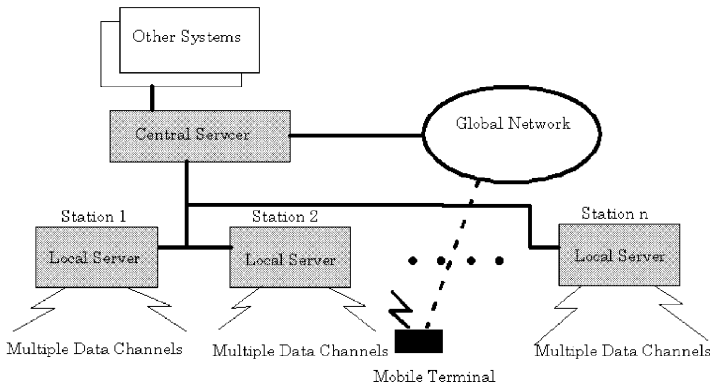 Other Systems
Central Servcer
Global Network
Station 1
Station 2
Station n
Local Server
Local Server
Local Server
Multiple Data Channels
Multiple Data Channels
Multiple Data Channels
Mobile Terminal